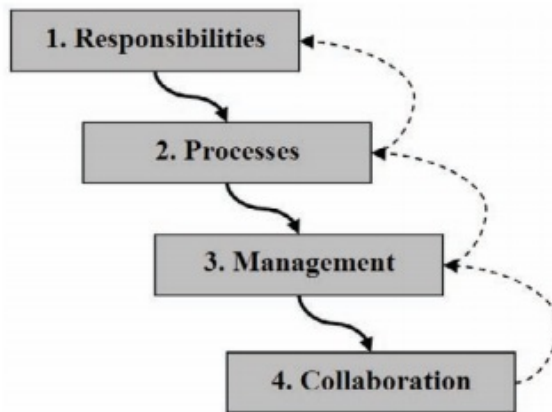 1. Responsibilities
2. Processes
3. Management
4. Collaboration